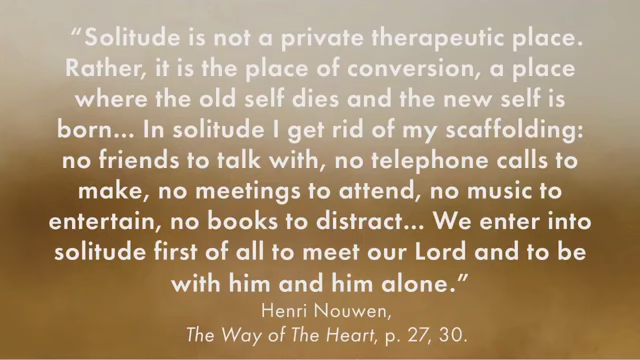 “Solitude is not a private therapeutic place.
Rather, it is the place of conversion, a place
where the old self dies and the new self is
born... In solitude I get rid of my scaffolding:
no friends to talk with, no telephone calls to
make, no meetings to attend, no music to
entertain, no books to distract... We enter into
solitude first of all to meet our Lord and to be
with him and him alone.”
Henri Nouwen,
The Way of The Heart, p. 27, 30.